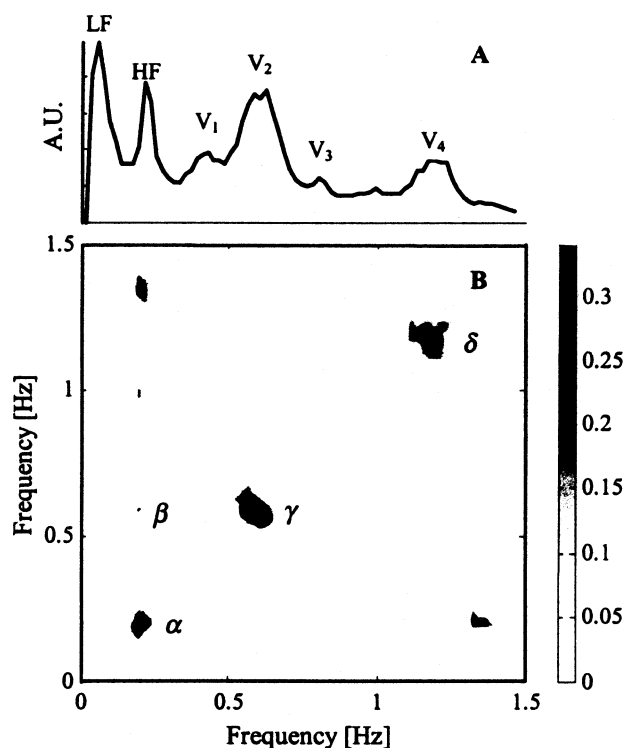 LF
A
HF
V₂
V₁
V₃
V₄
A.U.
1.5
B
0.3
δ
0.25
1
0.2
Frequency [Hz]
β
γ
0.15
0.5
0.1
α
0.05
0
0
0
0.5
1
1.5
Frequency [Hz]